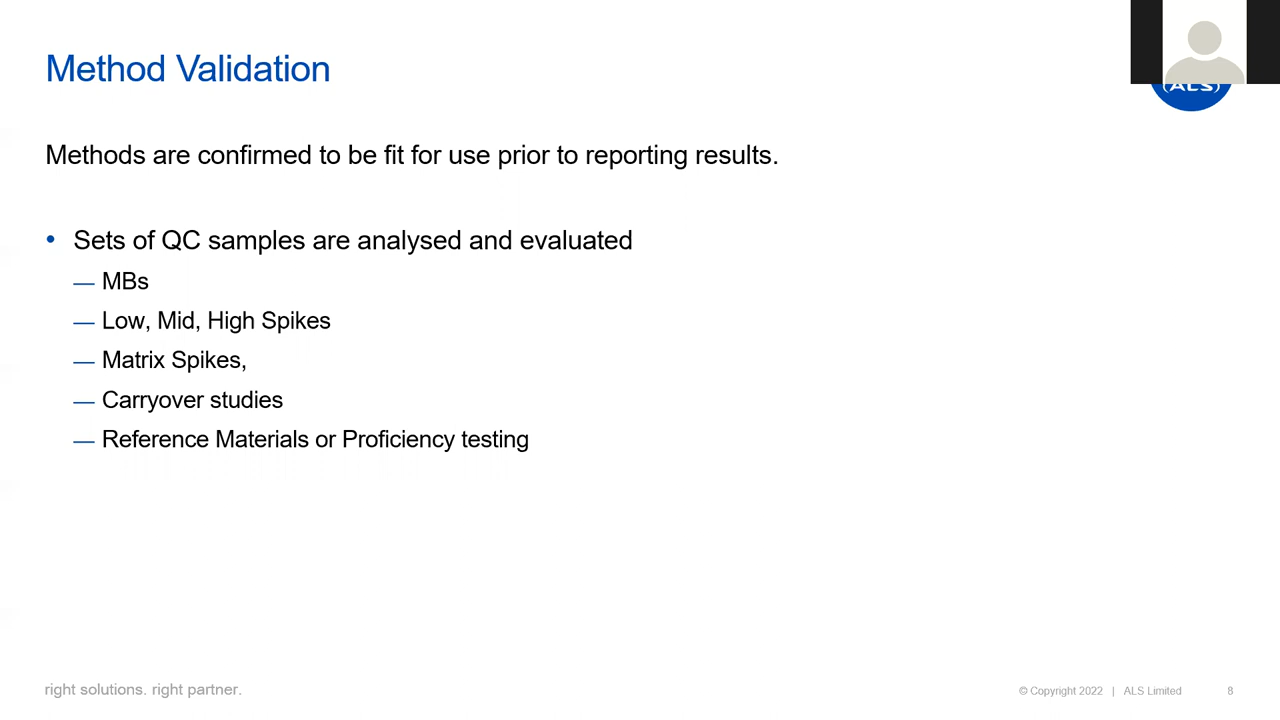 Method Validation
(ALS)
Methods are confirmed to be fit for use prior to reporting results.
• Sets of QC samples are analysed and evaluated
— MBs
— Low, Mid, High Spikes
— Matrix Spikes,
— Carryover studies
— Reference Materials or Proficiency testing
right solutions. right partner.
© Copyright 2022 | ALS Limited 8